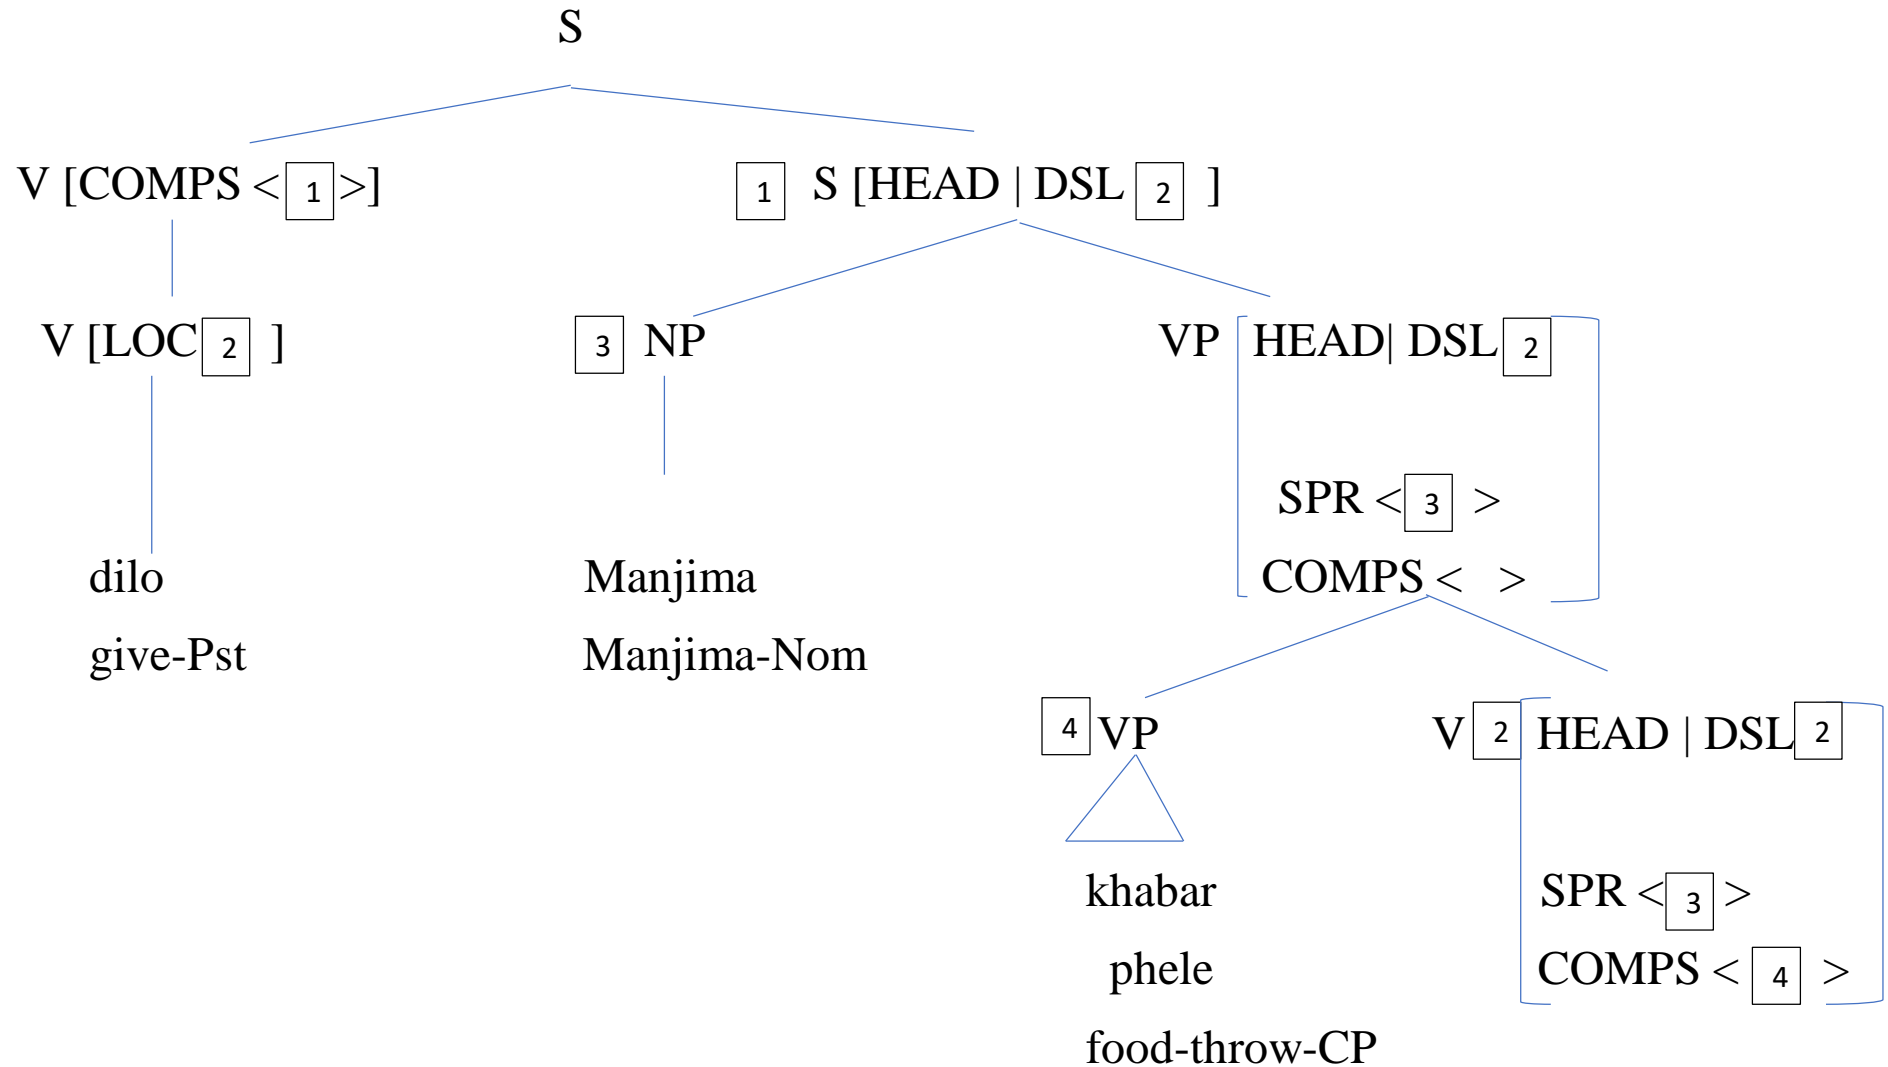 S
V [COMPS < 1 >]
1 S [HEAD | DSL 2 ]
V [LOC 2 ]
3 NP
VP HEAD| DSL 2
SPR < 3 >
COMPS < >
dilo
give-Pst
Manjima
Manjima-Nom
4 VP
V 2 HEAD | DSL 2
SPR < 3 >
COMPS < 4 >
khabar
phele
food-throw-CP